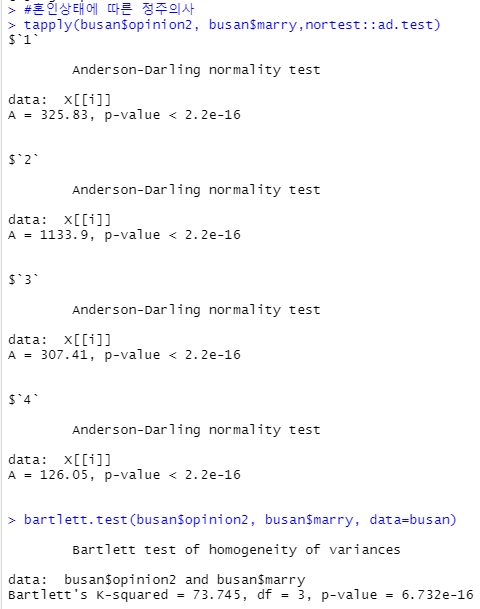 > #혼인상태에 따른 정주의사
> tapply(busan$opinion2, busan$marry,nortest::ad.test)
$`1`
Anderson-Darling normality test
data:  X[[i]]
A = 325.83, p-value < 2.2e-16
$`2`
Anderson-Darling normality test
data:  X[[i]]
A = 1133.9, p-value < 2.2e-16
$`3`
Anderson-Darling normality test
data:  X[[i]]
A = 307.41, p-value < 2.2e-16
$`4`
Anderson-Darling normality test
data:  X[[i]]
A = 126.05, p-value < 2.2e-16
> bartlett.test(busan$opinion2, busan$marry, data=busan)
Bartlett test of homogeneity of variances
data:  busan$opinion2 and busan$marry
Bartlett's K-squared = 73.745, df = 3, p-value = 6.732e-16